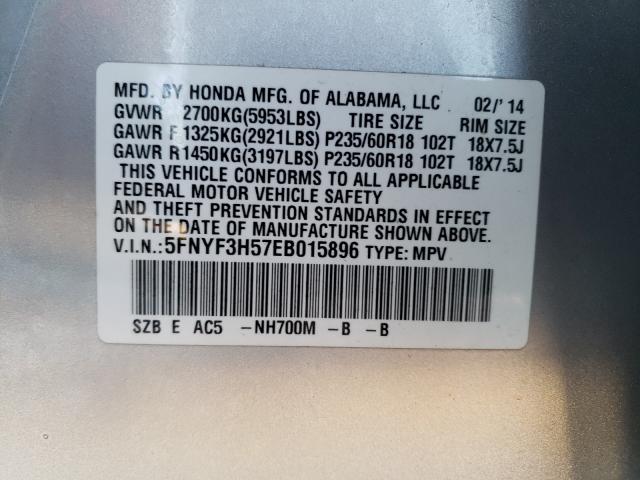 MFD. BY HONDA MFG. OF ALABAMA, LLC 02/' 14
GVWR 2700KG(5953LBS) TIRE SIZE RIM SIZE
GAWR F 1325KG(2921LBS) P235/60R18 102T 18X7.5J
GAWR R1450KG(3197LBS) P235/60R18 102T 18X7.5J
THIS VEHICLE CONFORMS TO ALL APPLICABLE
FEDERAL MOTOR VEHICLE SAFETY
AND THEFT PREVENTION STANDARDS IN EFFECT
ON THE DATE OF MANUFACTURE SHOWN ABOVE.
V.I.N.:5FNYF3H57EB015896 TYPE: MPV
SZB E AC5 -NH700M -B -B